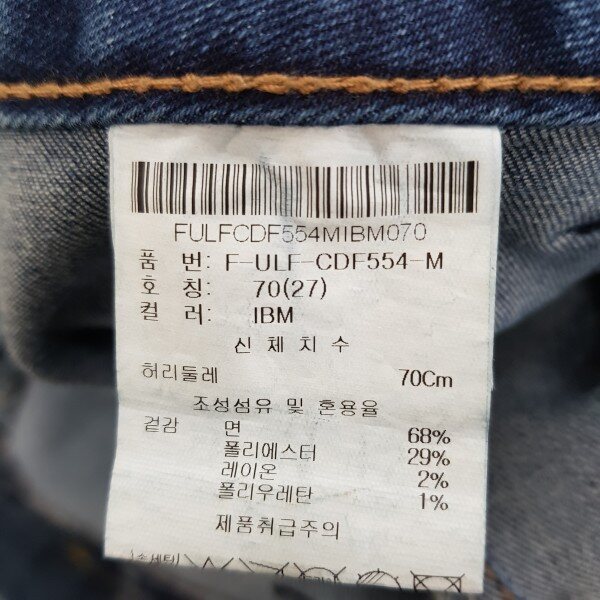 FULFCDF554MIBM070
품 번: F-ULF-CDF554-M
호 칭: 70(27)
컬 러: IBM
신 체 치 수
허리둘레 70Cm
조성섬유 및 혼용율
겉감 면 68%
폴리에스터 29%
레이온 2%
폴리우레탄 1%
제품취급주의